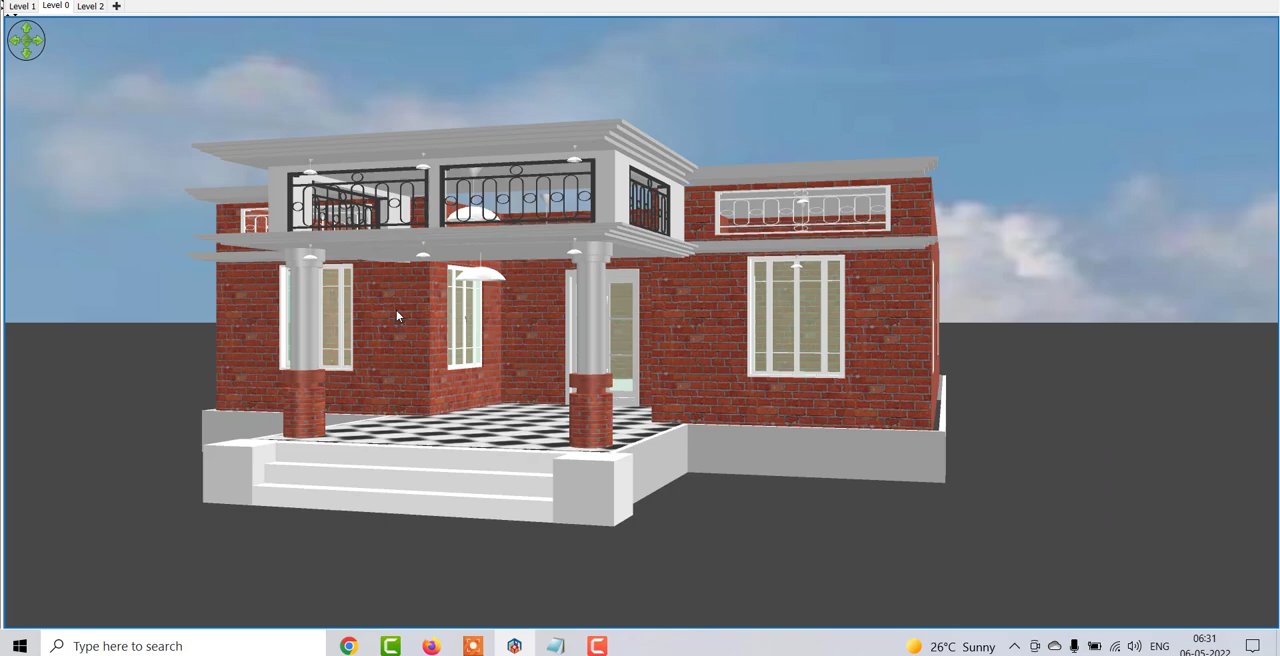 Level 1 Level 0 Level 2
Type here to search
26°C Sunny
ENG
06:31
06-05-2022